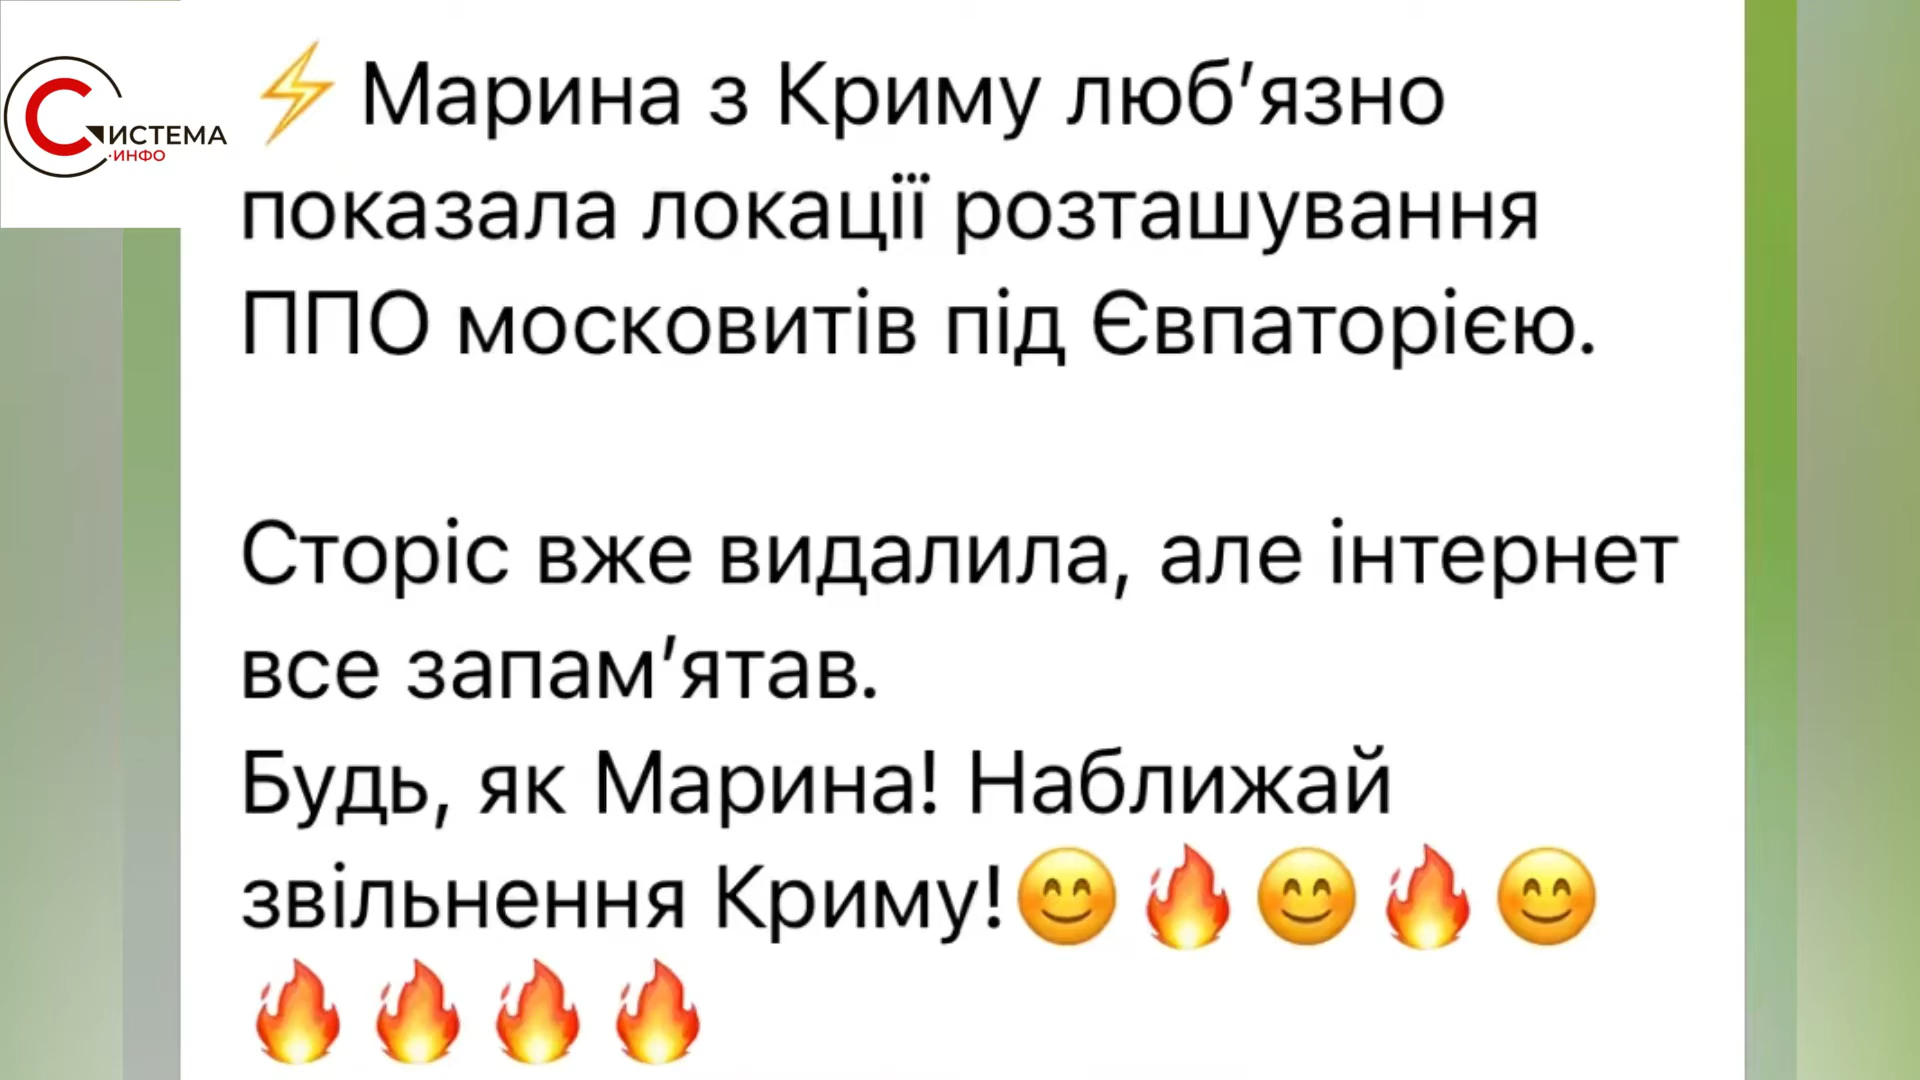 СИСТЕМА
·ИНФО
⚡ Марина з Криму люб’язно
показала локації розташування
ППО московитів під Євпаторією.
Сторіс вже видалила, але інтернет
все запам’ятав.
Будь, як Марина! Наближай
звільнення Криму!😊🔥😊🔥😊
🔥🔥🔥🔥